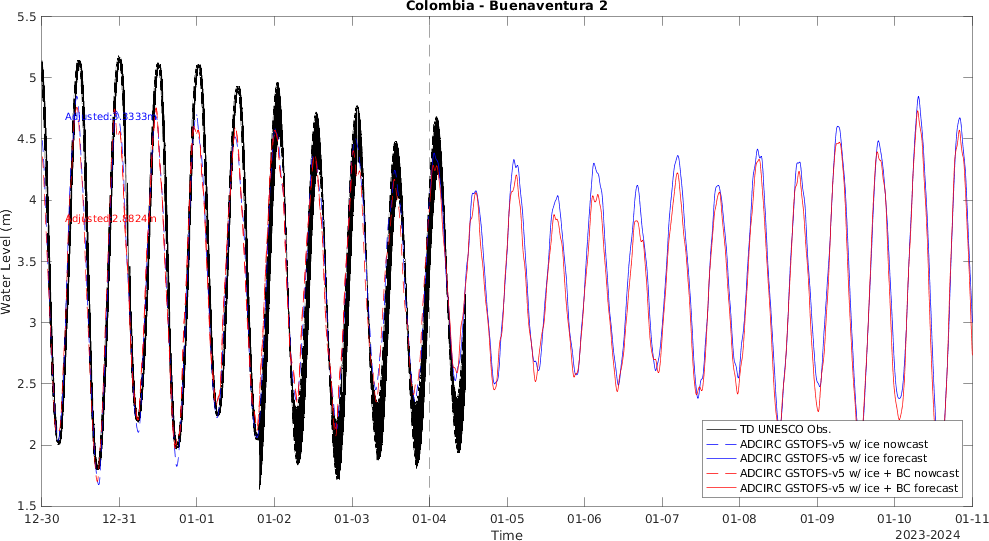 Colombia - Buenaventura 2
5.5
5
4.5
4
3.5
3
2.5
2
1.5
Water Level (m)
12-30
12-31
01-01
01-02
01-03
01-04
01-05
01-06
01-07
01-08
01-09
01-10
01-11
Time
2023-2024
TD UNESCO Obs.
ADCIRC GSTOFS-v5 w/ ice nowcast
ADCIRC GSTOFS-v5 w/ ice forecast
ADCIRC GSTOFS-v5 w/ ice + BC nowcast
ADCIRC GSTOFS-v5 w/ ice + BC forecast